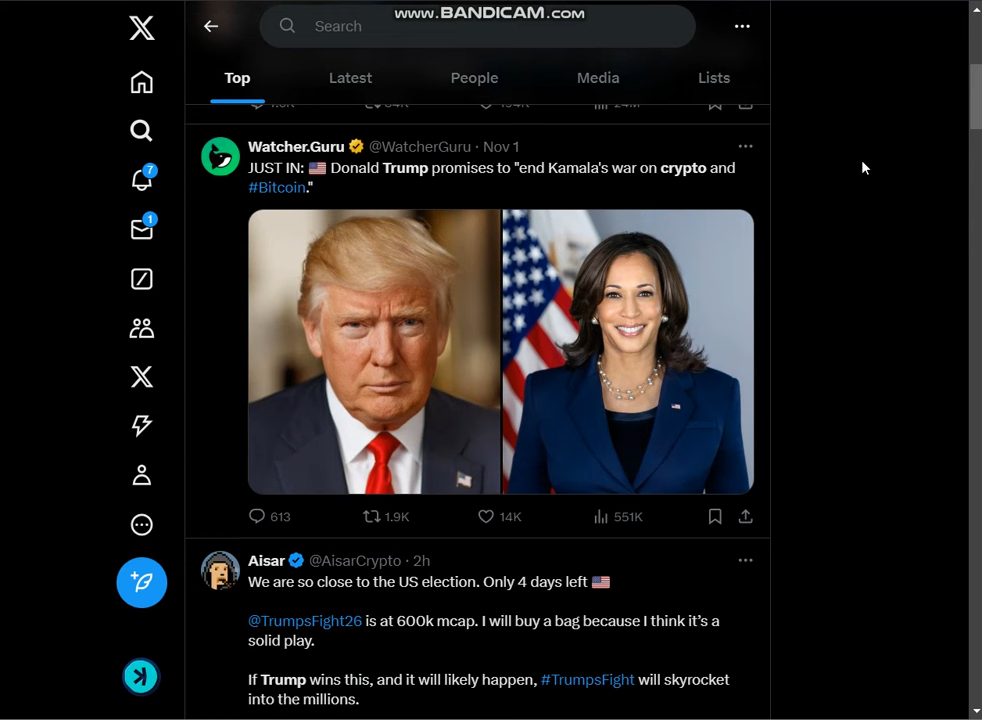 WWW.BANDICAM.COM
Search
Top
Latest
People
Media
Lists
Watcher.Guru @WatcherGuru · Nov 1
JUST IN: 🇺🇸 Donald Trump promises to "end Kamala's war on crypto and
#Bitcoin."
613
1.9K
14K
551K
Aisar @AisarCrypto · 2h
We are so close to the US election. Only 4 days left 🇺🇸
@TrumpsFight26 is at 600k mcap. I will buy a bag because I think it's a
solid play.
If Trump wins this, and it will likely happen, #TrumpsFight will skyrocket
into the millions.
7
1